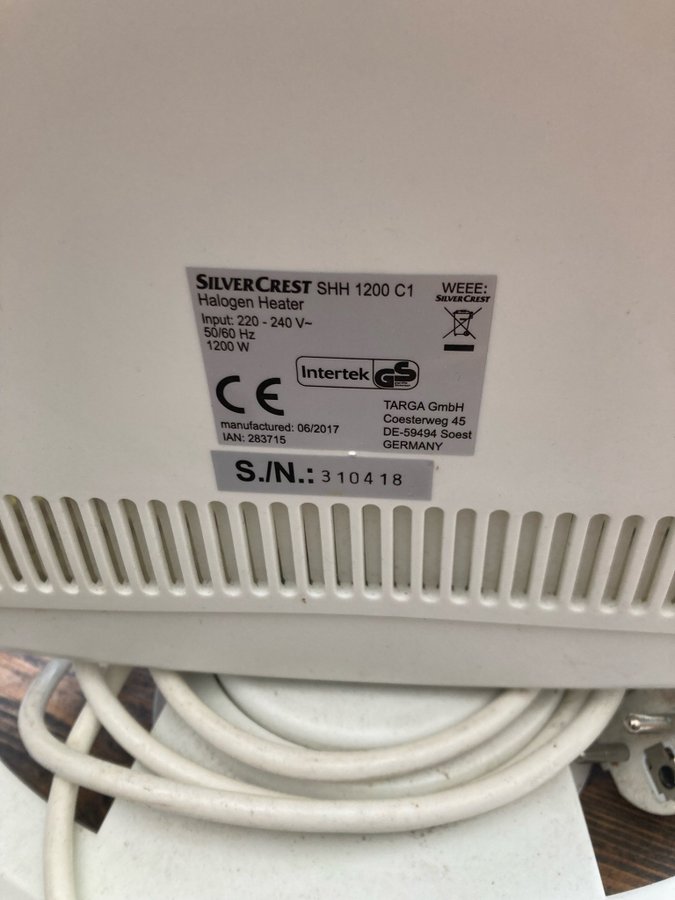 SILVERCREST SHH 1200 C1
Halogen Heater
Input: 220 - 240 V~
50/60 Hz
1200 W
WEEE:
SILVERCREST
Intertek GS
CE
manufactured: 06/2017
IAN: 283715
TARGA GmbH
Coesterweg 45
DE-59494 Soest
GERMANY
S./N.: 310418